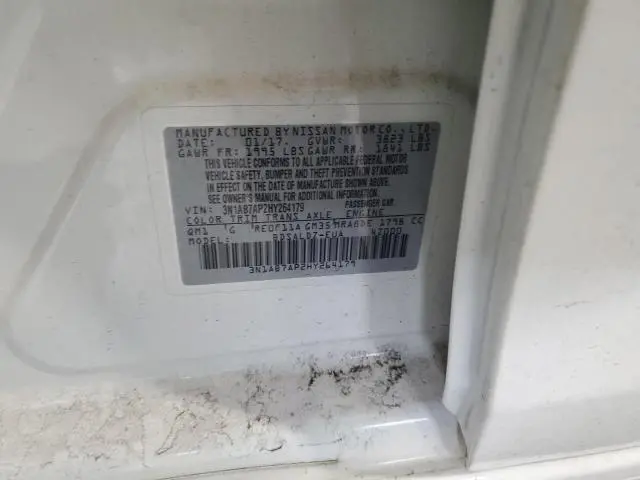 MANUFACTURED BY NISSAN MOTOR CO., LTD.
DATE: 01/17. GVWR: 3823 LBS
GAWR FR: 1995 LBS GAWR RR: 1841 LBS
THIS VEHICLE CONFORMS TO ALL APPLICABLE FEDERAL MOTOR
VEHICLE SAFETY, BUMPER AND THEFT PREVENTION STANDARDS
IN EFFECT ON THE DATE OF MANUFACTURE SHOWN ABOVE.
SEE OWNER'S MANUAL FOR ADDITIONAL INFORMATION
VIN: 3N1AB7AP2HY264179 PASSENGER CAR
COLOR TRIM TRANS AXLE ENGINE
QM1 G RE0F11A GM35 MRA8DE 1798 CC
MODEL: BDSALD7-EUA 47000
3N1AB7AP2HY264179